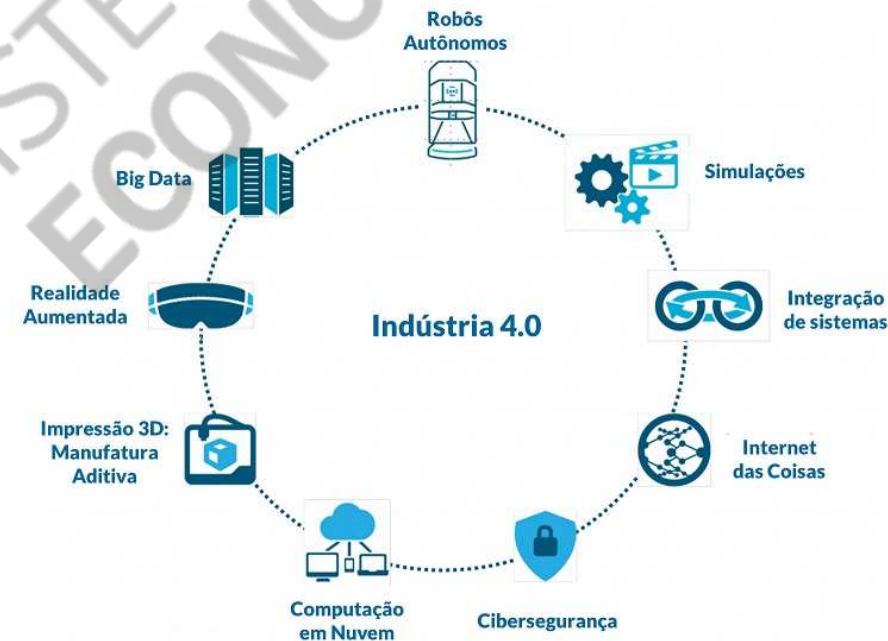 ECONO
Robôs
Autônomos
Simulações
Integração
de sistemas
Internet
das Coisas
Cibersegurança
Computação
em Nuvem
Impressão 3D:
Manufatura
Aditiva
Realidade
Aumentada
Big Data
Indústria 4.0